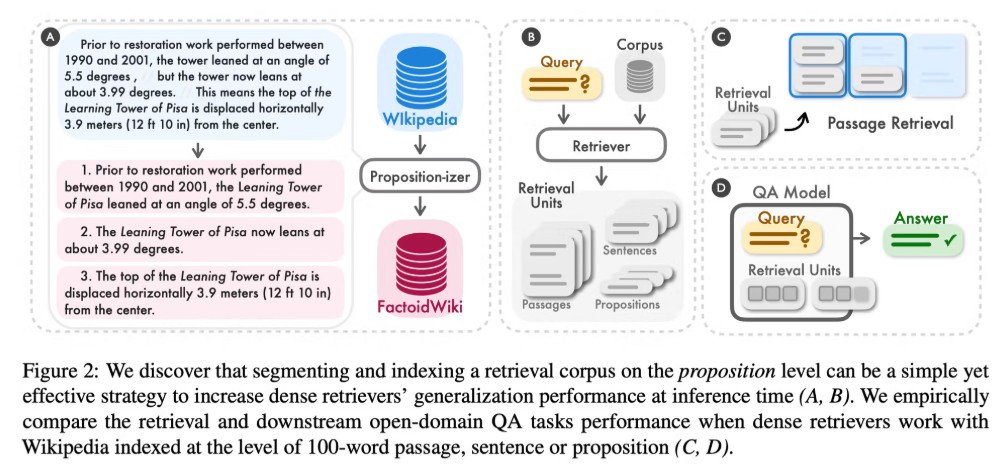 A
Prior to restoration work performed
between 1990 and 2001, the tower leaned at an angle of
5.5 degrees , // but the tower now leans at
about 3.99 degrees. // This means the top of the
Learning Tower of Pisa is displaced horizontally
3.9 meters (12 ft 10 in) from the center.
1. Prior to restoration work performed
between 1990 and 2001, the Leaning Tower
of Pisa leaned at an angle of 5.5 degrees.
2. The Leaning Tower of Pisa now leans at
about 3.99 degrees.
3. The top of the Leaning Tower of Pisa is
displaced horizontally 3.9 meters (12 ft 10 in)
from the center.
WIkipedia
Proposition-izer
FactoidWiki
B
Query
?
Corpus
Retriever
Retrieval
Units
Passages
Sentences
Propositions
C
Retrieval
Units
Passage Retrieval
D
QA Model
Query
?
Retrieval Units
Answer
Figure 2: We discover that segmenting and indexing a retrieval corpus on the proposition level can be a simple yet
effective strategy to increase dense retrievers' generalization performance at inference time (A, B). We empirically
compare the retrieval and downstream open-domain QA tasks performance when dense retrievers work with
Wikipedia indexed at the level of 100-word passage, sentence or proposition (C, D).